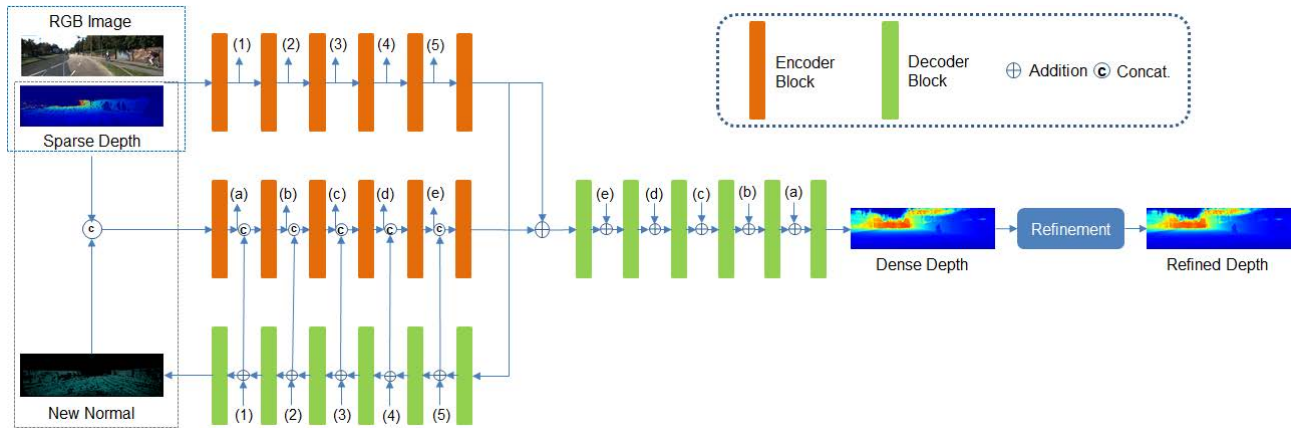 RGB Image
Sparse Depth
(1) (2) (3) (4) (5)
Encoder
Block
Decoder
Block
Addition c Concat.
c
(a) (b) (c) (d) (e)
c c c c c
(e) (d) (c) (b) (a)
Dense Depth
Refinement
Refined Depth
New Normal
(1) (2) (3) (4) (5)